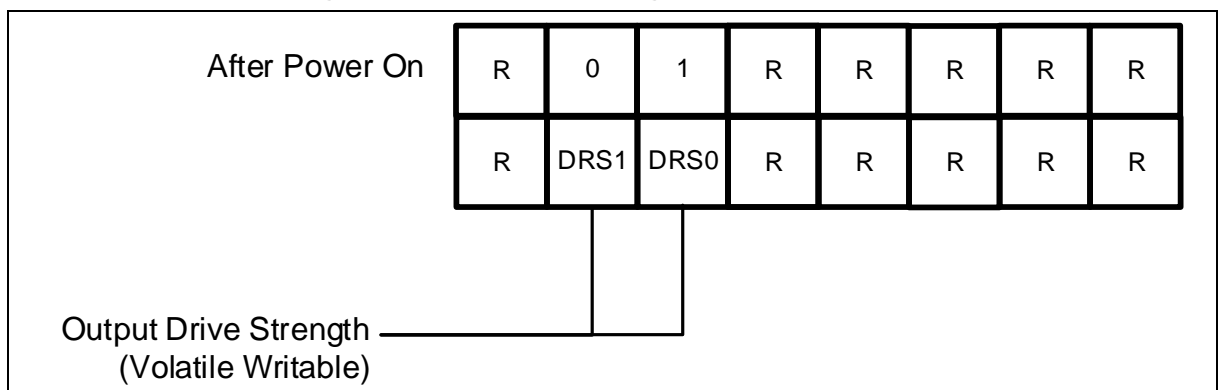 After Power On R 0 1 R R R R R
R DRS1 DRS0 R R R R R
Output Drive Strength
(Volatile Writable)